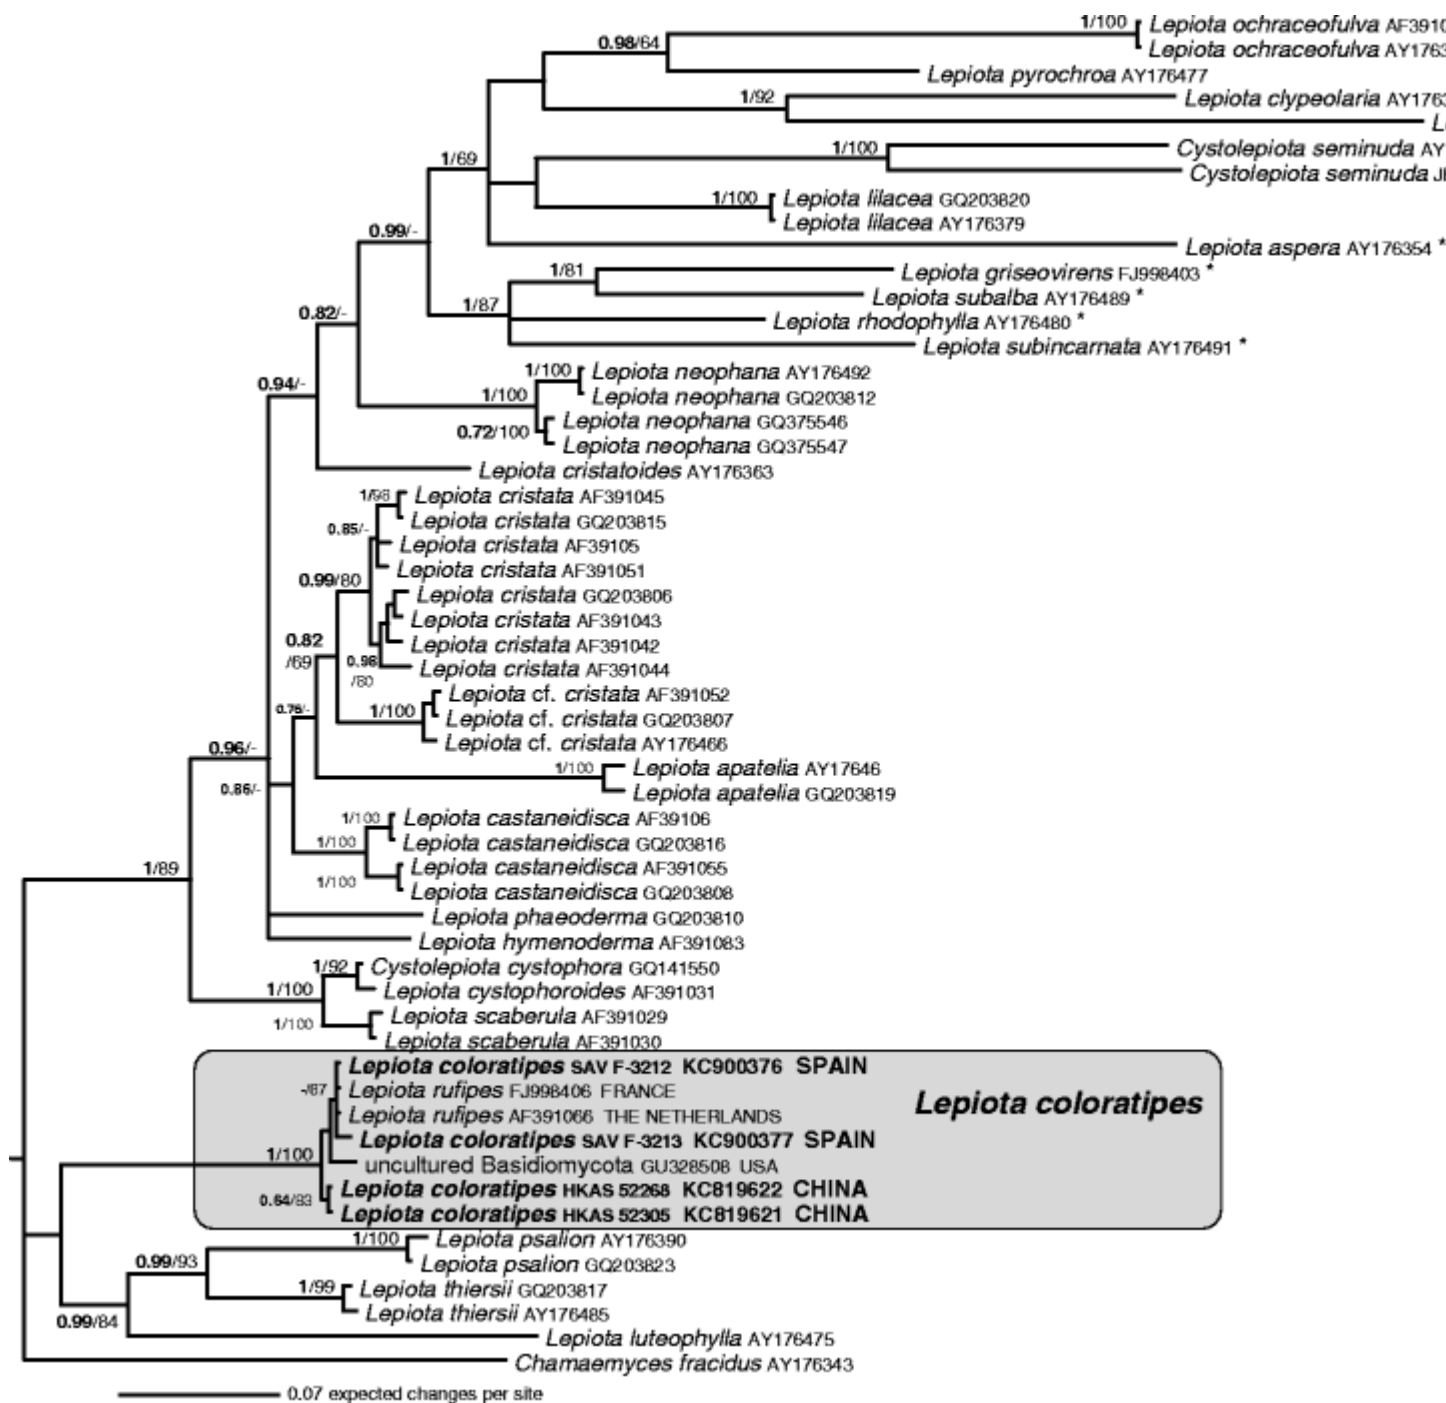 1/100 Lepiota ochraceofulva AF3910
0.98/64 Lepiota ochraceofulva AY1763
Lepiota pyrochroa AY176477
1/92 Lepiota clypeolaria AY1763
L
1/100 Cystolepiota seminuda AY
1/69 Cystolepiota seminuda
1/100 Lepiota lilacea GQ203820
Lepiota lilacea AY176379
0.99/- Lepiota aspera AY176354 *
1/81 Lepiota griseovirens FJ998403 *
1/87 Lepiota subalba AY176489 *
0.82/- Lepiota rhodophylla AY176480 *
Lepiota subincarnata AY176491 *
1/100 Lepiota neophana AY176492
0.94/- 1/100 Lepiota neophana GQ203812
Lepiota neophana GQ375546
0.72/100 Lepiota neophana GQ375547
Lepiota cristatoides AY176363
1/98 Lepiota cristata AF391045
Lepiota cristata GQ203815
0.85/- Lepiota cristata AF39105
Lepiota cristata AF391051
0.99/80 Lepiota cristata GQ203806
Lepiota cristata AF391043
0.82 Lepiota cristata AF391042
/69 0.98 Lepiota cristata AF391044
/80
Lepiota cf. cristata AF391052
0.76/- 1/100 Lepiota cf. cristata GQ203807
Lepiota cf. cristata AY176466
0.96/- 1/100 Lepiota apatelia AY17646
0.86/- Lepiota apatelia GQ203819
1/100 Lepiota castaneidisca AF39106
1/100 Lepiota castaneidisca GQ203816
1/89 Lepiota castaneidisca AF391055
1/100 Lepiota castaneidisca GQ203808
Lepiota phaeoderma GQ203810
Lepiota hymenoderma AF391083
1/92 Cystolepiota cystophora GQ141550
1/100 Lepiota cystophoroides AF391031
Lepiota scaberula AF391029
1/100 Lepiota scaberula AF391030
Lepiota coloratipes SAV F-3212 KC900376 SPAIN
-/67 Lepiota rufipes FJ998406 FRANCE
Lepiota coloratipes
Lepiota rufipes AF391066 THE NETHERLANDS
Lepiota coloratipes SAV F-3213 KC900377 SPAIN
1/100 uncultured Basidiomycota GU328508 USA
Lepiota coloratipes HKAS 52268 KC819622 CHINA
0.64/83 Lepiota coloratipes HKAS 52305 KC819621 CHINA
1/100 Lepiota psalion AY176390
0.99/93 Lepiota psalion GQ203823
1/99 Lepiota thiersii GQ203817
0.99/84 Lepiota thiersii AY176485
Lepiota luteophylla AY176475
Chamaemyces fracidus AY176343
0.07 expected changes per site